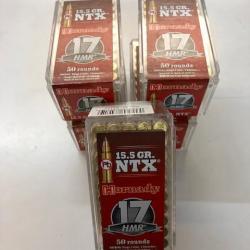 15.5 GR.
NTX
Hornady
17
HMR
50 rounds
15.5 GR.
NTX
Hornady
17
HMR
50 rounds
15.5 GR.
NTX
Hornady
17
HMR
50 rounds